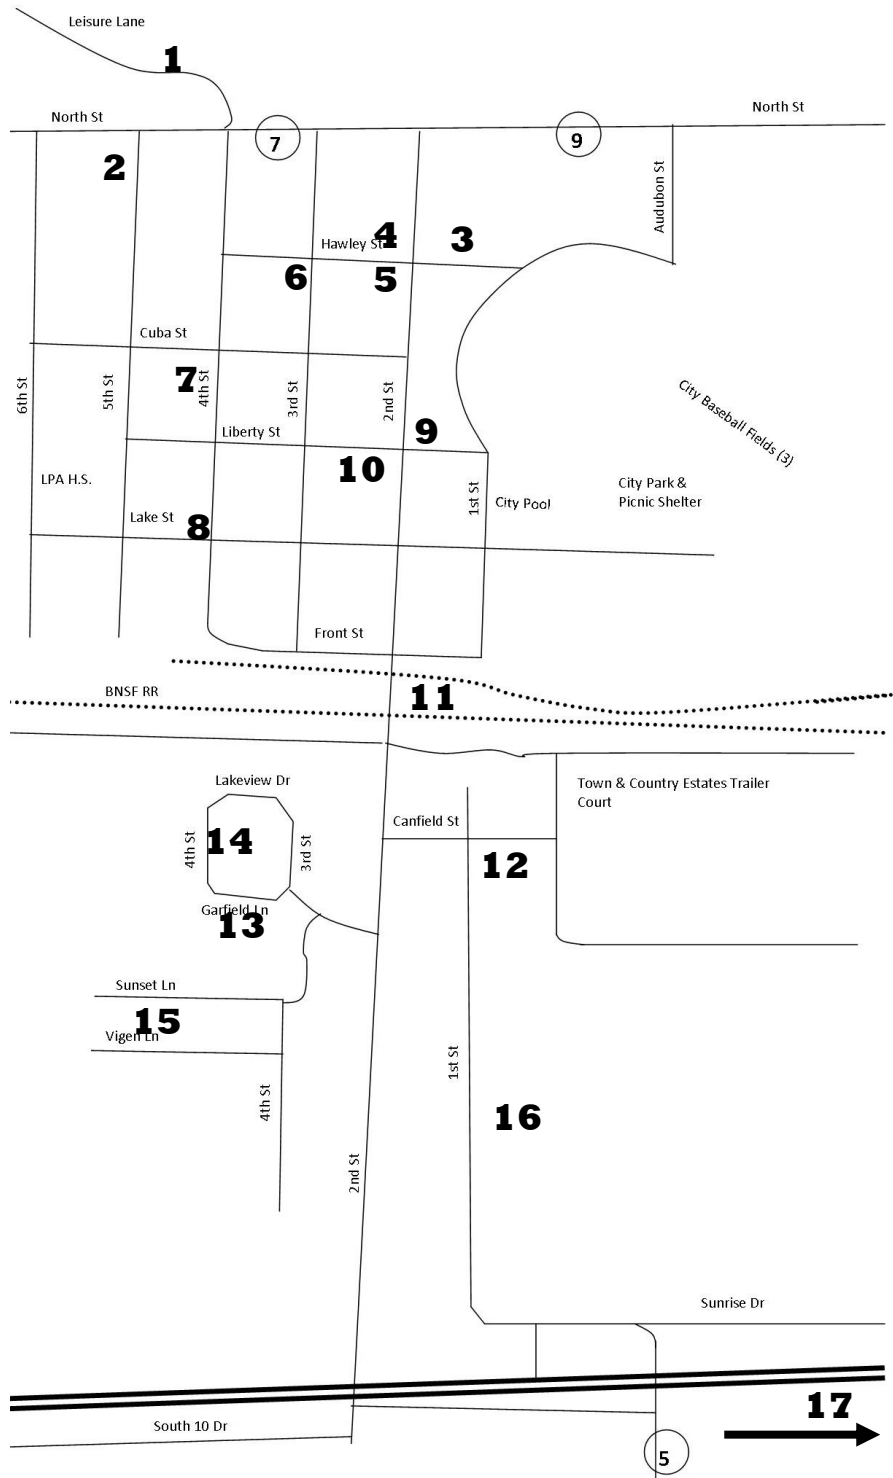 Leisure Lane
1
North St
North St
7
9
2
Audubon St
4
3
Hawley St
6
5
Cuba St
7
6th St
5th St
4th St
3rd St
2nd St
City Baseball Fields (3)
Liberty St
9
10
LPA H.S.
1st St
City Pool
City Park &
Picnic Shelter
Lake St
8
Front St
BNSF RR
11
Lakeview Dr
Town & Country Estates Trailer
Court
Canfield St
4th St
14
3rd St
12
Garfield Ln
13
Sunset Ln
15
Vigen Ln
1st St
4th St
16
2nd St
Sunrise Dr
17
South 10 Dr
5